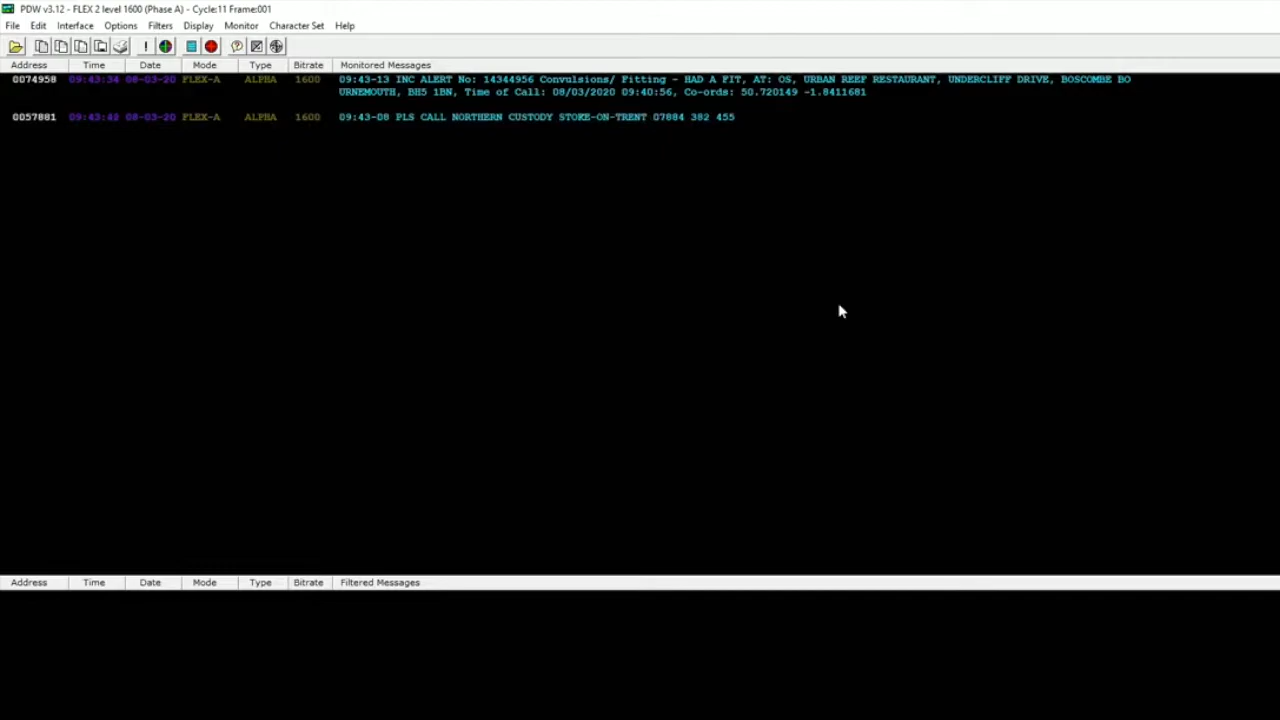 PDW v3.12 - FLEX 2 level 1600 (Phase A) - Cycle:11 Frame:001
File Edit Interface Options Filters Display Monitor Character Set Help
Address Time Date Mode Type Bitrate Monitored Messages
0074958 09:43:34 08-03-20 FLEX-A ALPHA 1600 09:43-13 INC ALERT No: 14344956 Convulsions/ Fitting - HAD A FIT, AT: OS, URBAN REEF RESTAURANT, UNDERCLIFF DRIVE, BOSCOMBE BO
URNEMOUTH, BH5 1BN, Time of Call: 08/03/2020 09:40:56, Co-ords: 50.720149 -1.8411681
0057881 09:43:42 08-03-20 FLEX-A ALPHA 1600 09:43-08 PLS CALL NORTHERN CUSTODY STOKE-ON-TRENT 07884 382 455
Address Time Date Mode Type Bitrate Filtered Messages